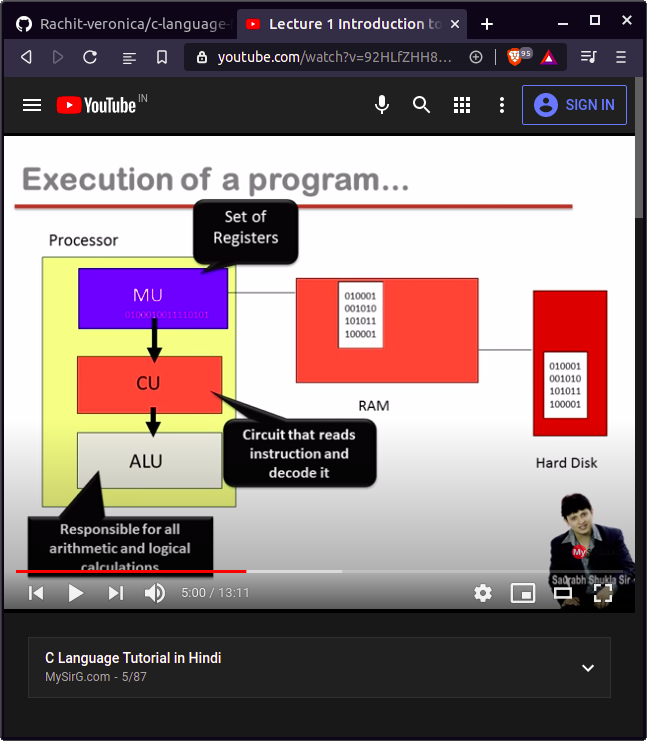 Rachit-veronica/c-language-
Lecture 1 Introduction to
youtube.com/watch?v=92HLfZHH8...
95
YouTube IN
SIGN IN
Execution of a program...
Set of
Registers
Processor
MU
0100010011110101
010001
001010
101011
100001
CU
RAM
010001
001010
101011
100001
Circuit that reads
instruction and
decode it
ALU
Hard Disk
Responsible for all
arithmetic and logical
calculations
My
Saurabh Shukla Sir
5:00 / 13:11
C Language Tutorial in Hindi
MySirG.com - 5/87